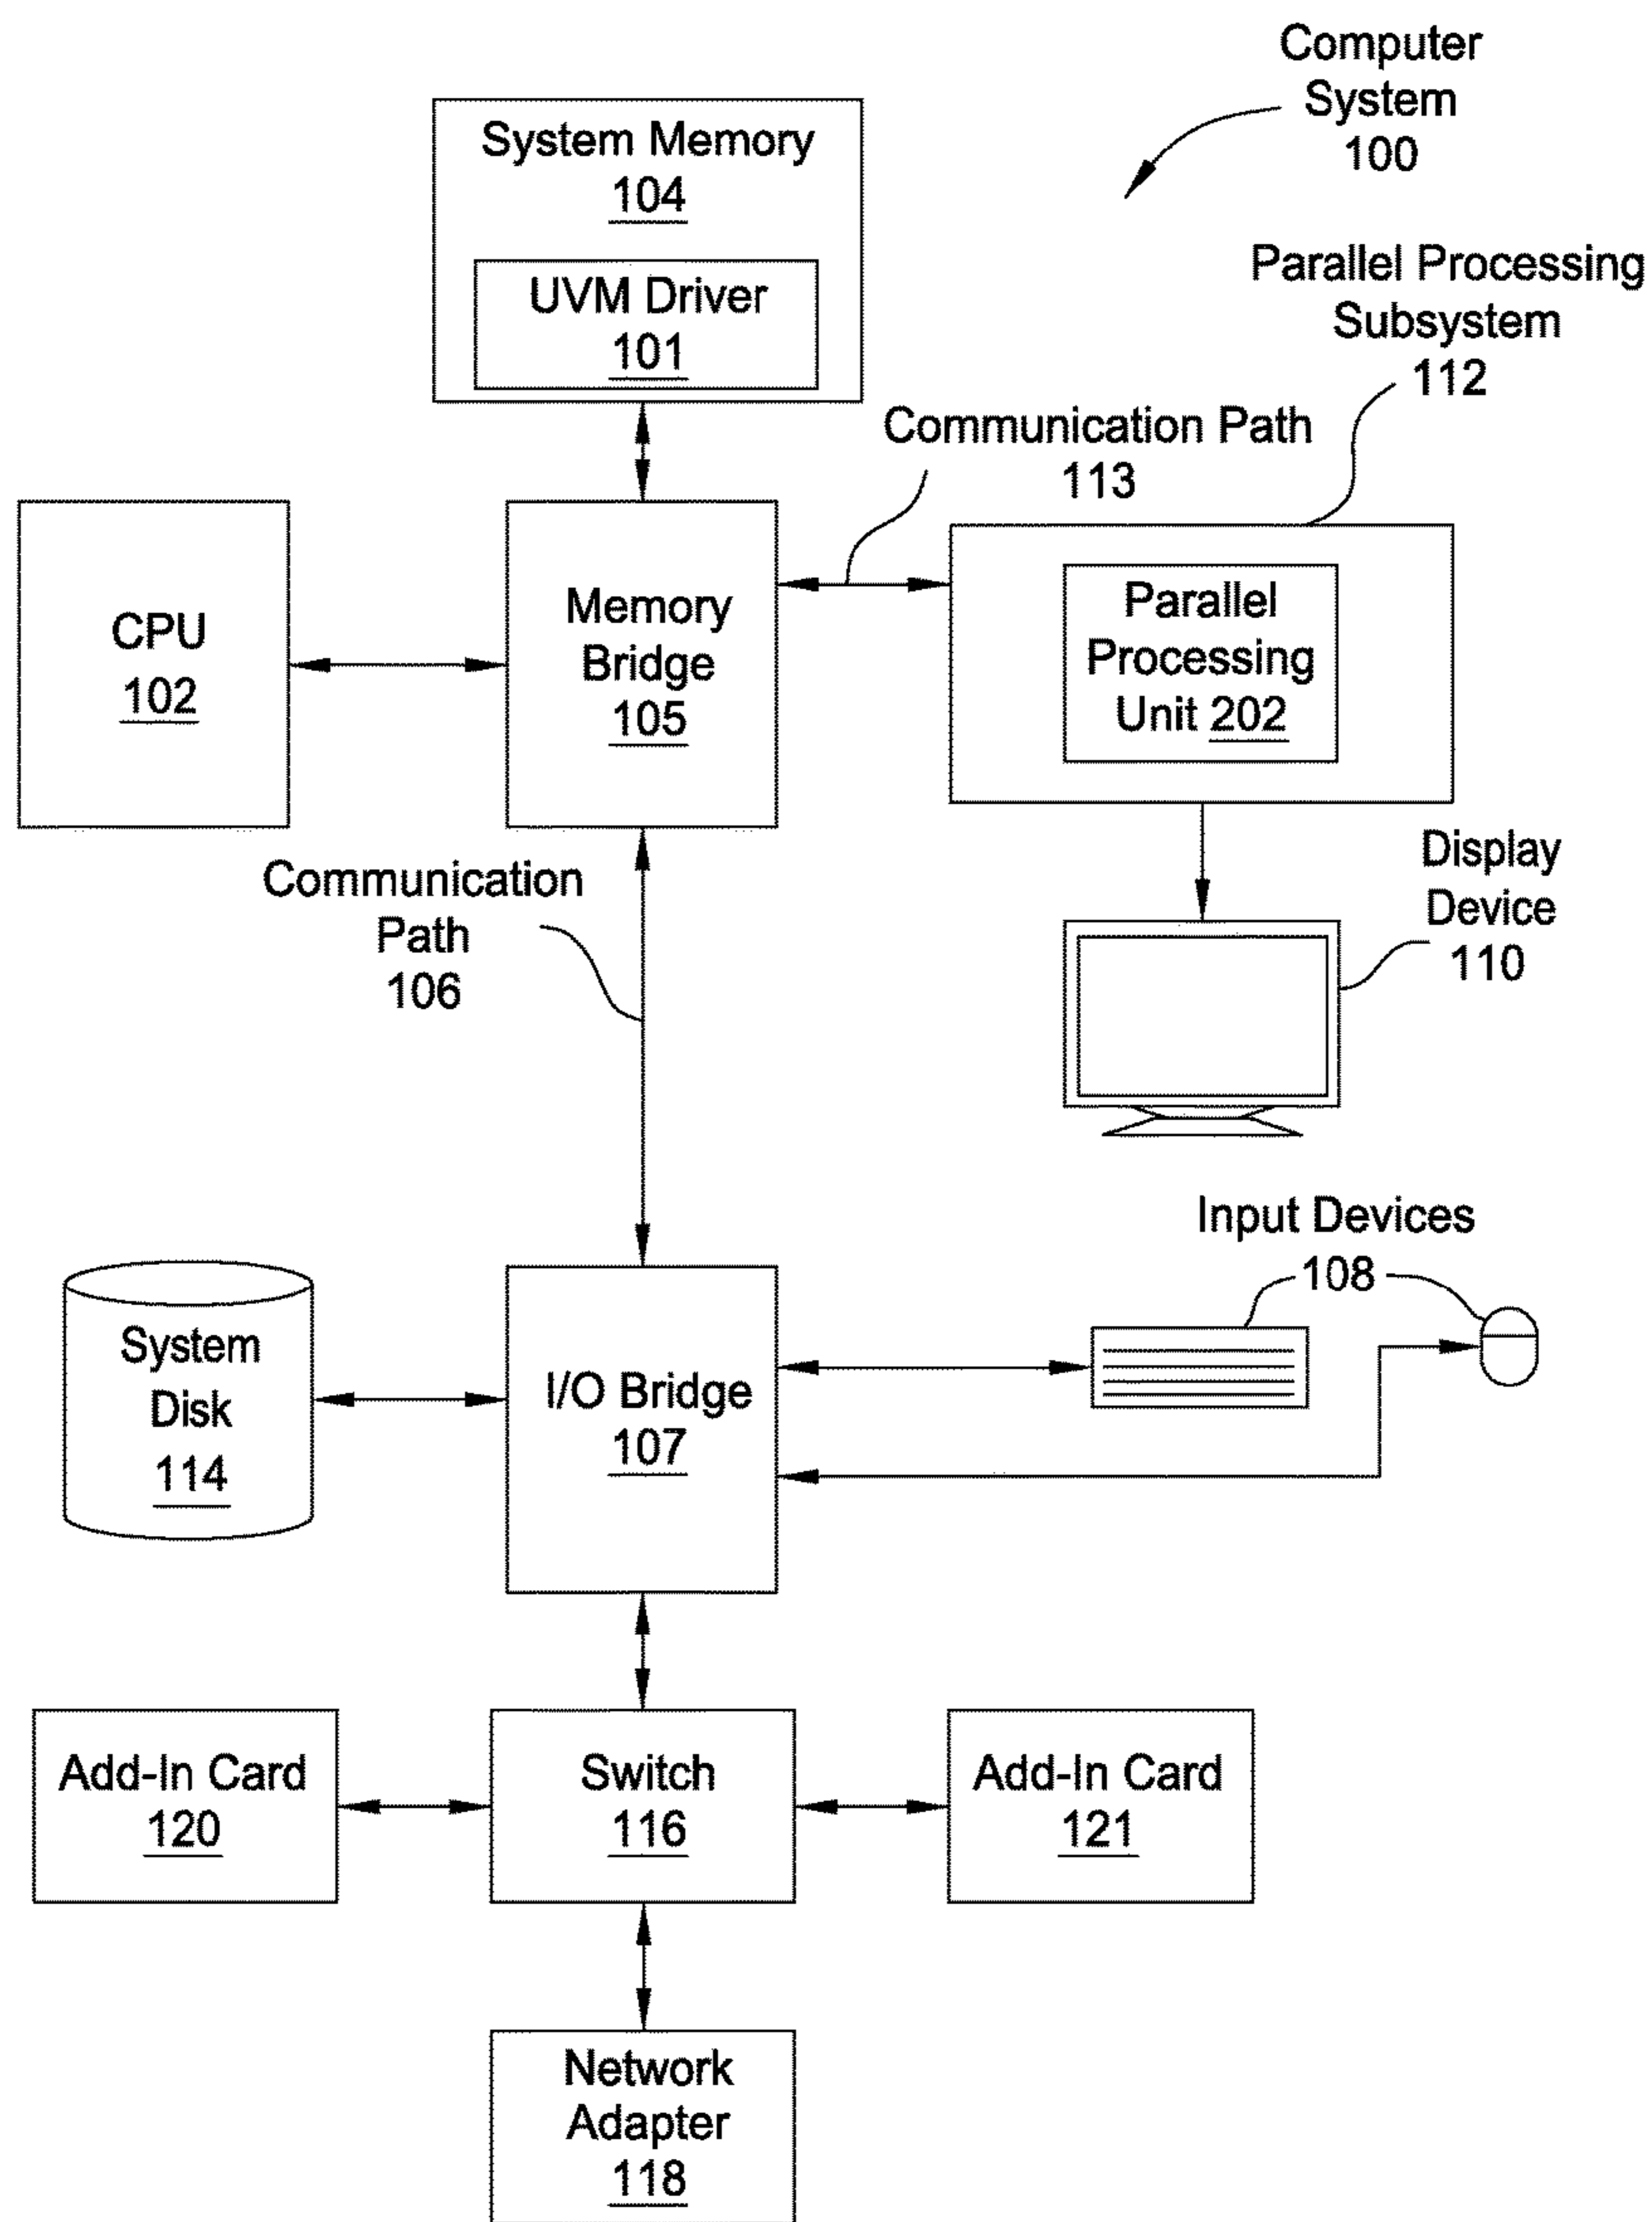 Computer
System
100
System Memory
104
UVM Driver
101
Parallel Processing
Subsystem
112
Communication Path
113
CPU
102
Memory
Bridge
105
Parallel
Processing
Unit 202
Communication
Path
106
Display
Device
110
Input Devices
108
System
Disk
114
I/O Bridge
107
Add-In Card
120
Switch
116
Add-In Card
121
Network
Adapter
118